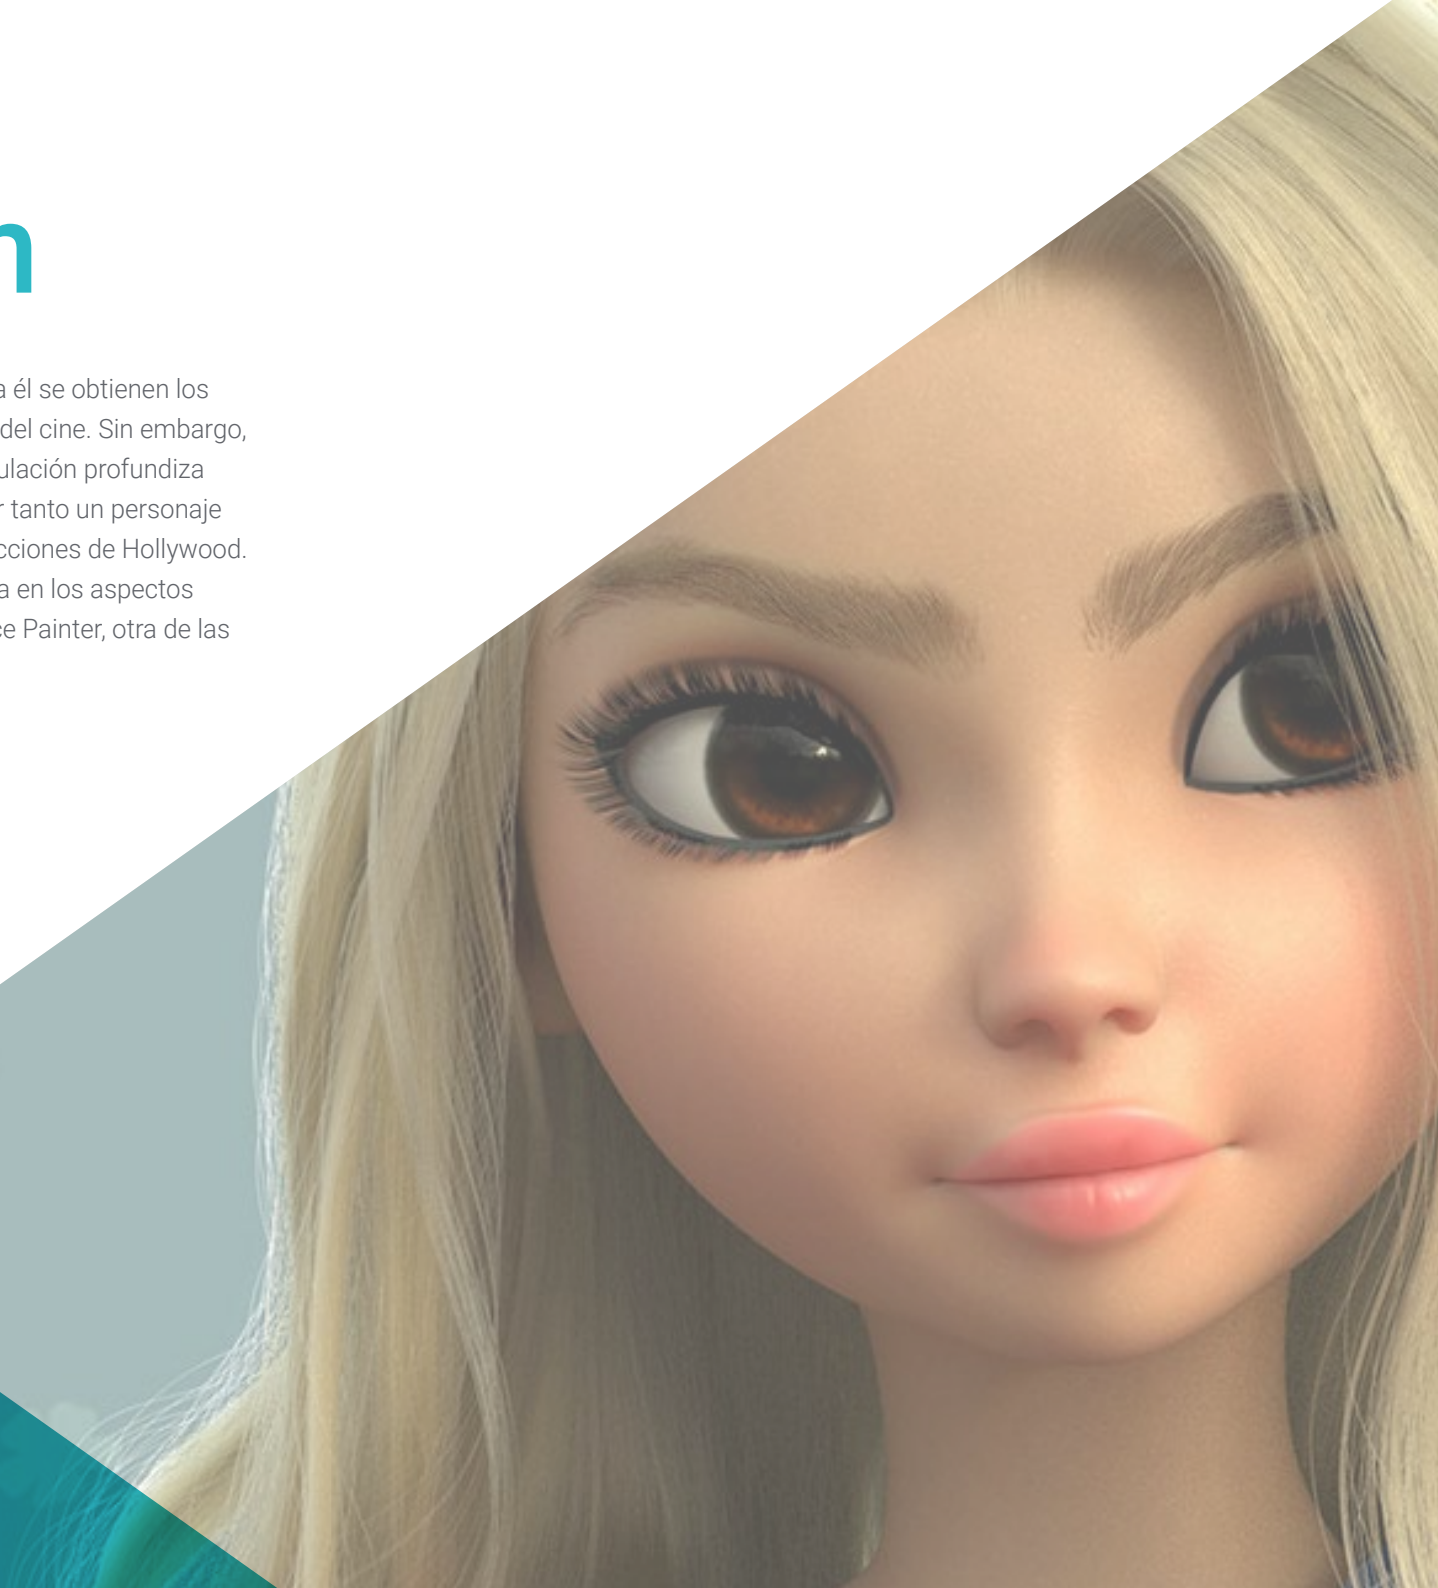 n
a él se obtienen los
del cine. Sin embargo,
ulación profundiza
r tanto un personaje
cciones de Hollywood.
a en los aspectos
ce Painter, otra de las